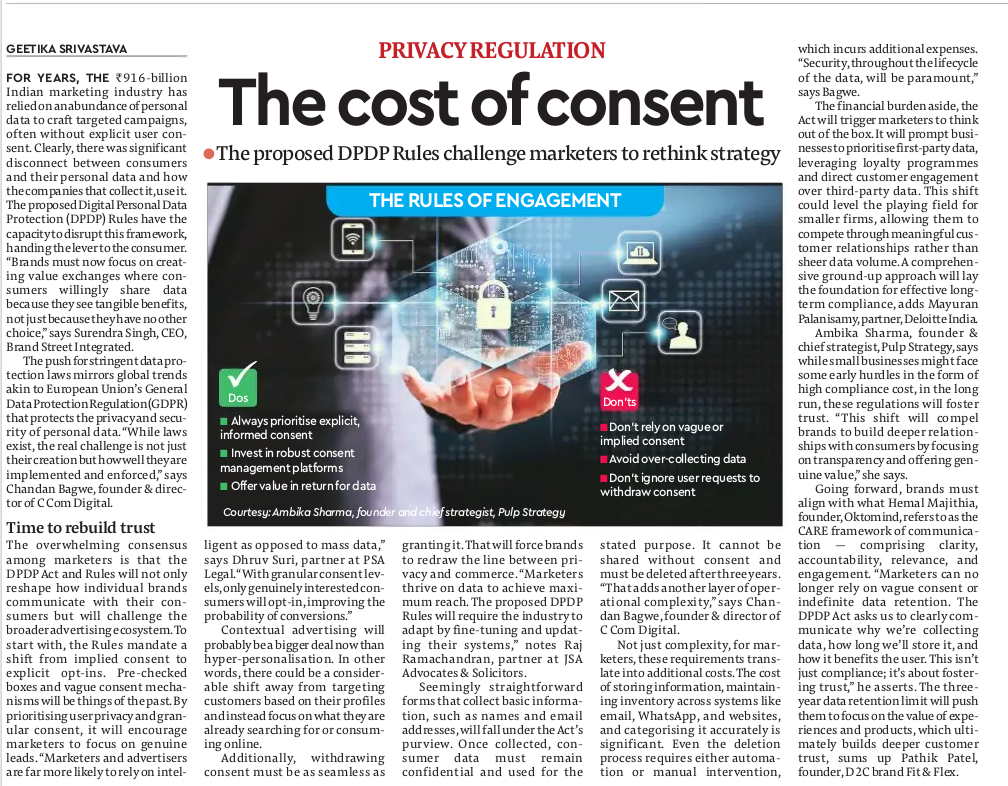 GEETIKA SRIVASTAVA
FOR YEARS, THE ₹916-billion
Indian marketing industry has
relied on an abundance of personal
data to craft targeted campaigns,
often without explicit user con-
sent. Clearly, there was significant
disconnect between consumers
and their personal data and how
the companies that collect it, use it.
The proposed Digital Personal Data
Protection (DPDP) Rules have the
capacity to disrupt this framework,
handing the lever to the consumer.
“Brands must now focus on creat-
ing value exchanges where con-
sumers willingly share data
because they see tangible benefits,
not just because they have no other
choice,” says Surendra Singh, CEO,
Brand Street Integrated.
The push for stringent data pro-
tection laws mirrors global trends
akin to European Union’s General
Data Protection Regulation (GDPR)
that protects the privacy and secu-
rity of personal data. “While laws
exist, the real challenge is not just
their creation but how well they are
implemented and enforced,” says
Chandan Bagwe, founder & direc-
tor of C Com Digital.
Time to rebuild trust
The overwhelming consensus
among marketers is that the
DPDP Act and Rules will not only
reshape how individual brands
communicate with their con-
sumers but will challenge the
broader advertising ecosystem. To
start with, the Rules mandate a
shift from implied consent to
explicit opt-ins. Pre-checked
boxes and vague consent mecha-
nisms will be things of the past. By
prioritising user privacy and gran-
ular consent, it will encourage
marketers to focus on genuine
leads. “Marketers and advertisers
are far more likely to rely on intel-
PRIVACY REGULATION
The cost of consent
●The proposed DPDP Rules challenge marketers to rethink strategy
THE RULES OF ENGAGEMENT
Dos
■ Always prioritise explicit,
informed consent
■ Invest in robust consent
management platforms
■ Offer value in return for data
Don'ts
■ Don’t rely on vague or
implied consent
■ Avoid over-collecting data
■ Don’t ignore user requests to
withdraw consent
Courtesy: Ambika Sharma, founder and chief strategist, Pulp Strategy
ligent as opposed to mass data,”
says Dhruv Suri, partner at PSA
Legal. “With granular consent lev-
els, only genuinely interested con-
sumers will opt-in, improving the
probability of conversions.”
Contextual advertising will
probably be a bigger deal now than
hyper-personalisation. In other
words, there could be a consider-
able shift away from targeting
customers based on their profiles
and instead focus on what they are
already searching for or consum-
ing online.
Additionally, withdrawing
consent must be as seamless as
granting it. That will force brands
to redraw the line between pri-
vacy and commerce. “Marketers
thrive on data to achieve maxi-
mum reach. The proposed DPDP
Rules will require the industry to
adapt by fine-tuning and updat-
ing their systems,” notes Raj
Ramachandran, partner at JSA
Advocates & Solicitors.
Seemingly straightforward
forms that collect basic informa-
tion, such as names and email
addresses, will fall under the Act’s
purview. Once collected, con-
sumer data must remain
confidential and used for the
stated purpose. It cannot be
shared without consent and
must be deleted after three years.
“That adds another layer of oper-
ational complexity,” says Chan-
dan Bagwe, founder & director of
C Com Digital.
Not just complexity, for mar-
keters, these requirements trans-
late into additional costs. The cost
of storing information, maintain-
ing inventory across systems like
email, WhatsApp, and websites,
and categorising it accurately is
significant. Even the deletion
process requires either automa-
tion or manual intervention,
which incurs additional expenses.
“Security, throughout the lifecycle
of the data, will be paramount,”
says Bagwe.
The financial burden aside, the
Act will trigger marketers to think
out of the box. It will prompt busi-
nesses to prioritise first-party data,
leveraging loyalty programmes
and direct customer engagement
over third-party data. This shift
could level the playing field for
smaller firms, allowing them to
compete through meaningful cus-
tomer relationships rather than
sheer data volume. A comprehen-
sive ground-up approach will lay
the foundation for effective long-
term compliance, adds Mayuran
Palanisamy, partner, Deloitte India.
Ambika Sharma, founder &
chief strategist, Pulp Strategy, says
while small businesses might face
some early hurdles in the form of
high compliance cost, in the long
run, these regulations will foster
trust. “This shift will compel
brands to build deeper relation-
ships with consumers by focusing
on transparency and offering gen-
uine value,” she says.
Going forward, brands must
align with what Hemal Majithia,
founder, Oktomind, refers to as the
CARE framework of communica-
tion — comprising clarity,
accountability, relevance, and
engagement. “Marketers can no
longer rely on vague consent or
indefinite data retention. The
DPDP Act asks us to clearly com-
municate why we’re collecting
data, how long we’ll store it, and
how it benefits the user. This isn’t
just compliance; it’s about foster-
ing trust,” he asserts. The three-
year data retention limit will push
them to focus on the value of expe-
riences and products, which ulti-
mately builds deeper customer
trust, sums up Pathik Patel,
founder, D2C brand Fit & Flex.